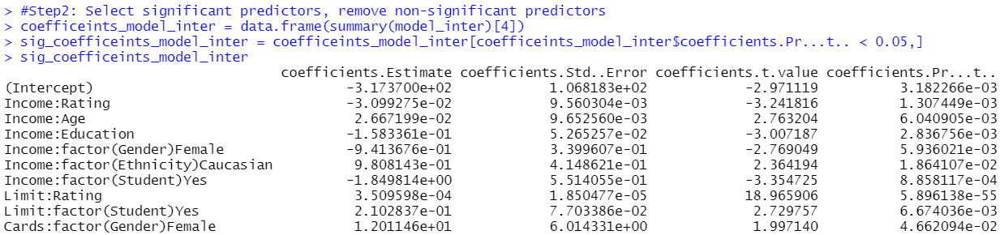 > #Step2: Select significant predictors, remove non-significant predictors
> coefficeints_model_inter = data.frame(summary(model_inter)[4])
> sig_coefficeints_model_inter = coefficeints_model_inter[coefficeints_model_inter$coefficients.Pr...t.. < 0.05,]
> sig_coefficeints_model_inter
coefficients.Estimate coefficients.Std..Error coefficients.t.value coefficients.Pr...t..
(Intercept) -3.173700e+02 1.068183e+02 -2.971119 3.182266e-03
Income:Rating -3.099275e-02 9.560304e-03 -3.241816 1.307449e-03
Income:Age 2.667199e-02 9.652560e-03 2.763204 6.040905e-03
Income:Education -1.583361e-01 5.265257e-02 -3.007187 2.836756e-03
Income:factor(Gender)Female -9.413676e-01 3.399607e-01 -2.769049 5.936021e-03
Income:factor(Ethnicity)Caucasian 9.808143e-01 4.148621e-01 2.364194 1.864107e-02
Income:factor(Student)Yes -1.849814e+00 5.514055e-01 -3.354725 8.858117e-04
Limit:Rating 3.509598e-04 1.850477e-05 18.965906 5.896138e-55
Limit:factor(Student)Yes 2.102837e-01 7.703386e-02 2.729757 6.674036e-03
Cards:factor(Gender)Female 1.201146e+01 6.014331e+00 1.997140 4.662094e-02